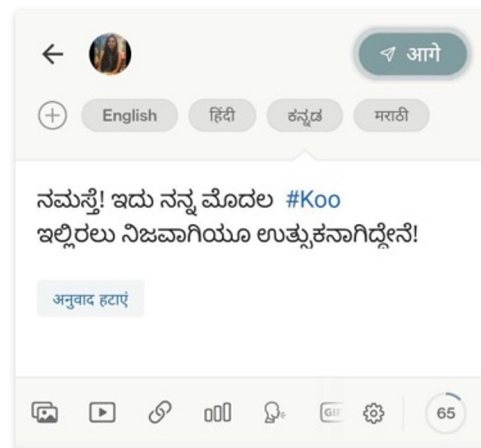 आगे
English हिंदी ಕನ್ನಡ मराठी
ನಮಸ್ತೆ! ಇದು ನನ್ನ ಮೊದಲ #Koo
ಇಲ್ಲಿರಲು ನಿಜವಾಗಿಯೂ ಉತ್ಸುಕನಾಗಿದ್ದೇನೆ!
अनुवाद हटाएं
GIF 65